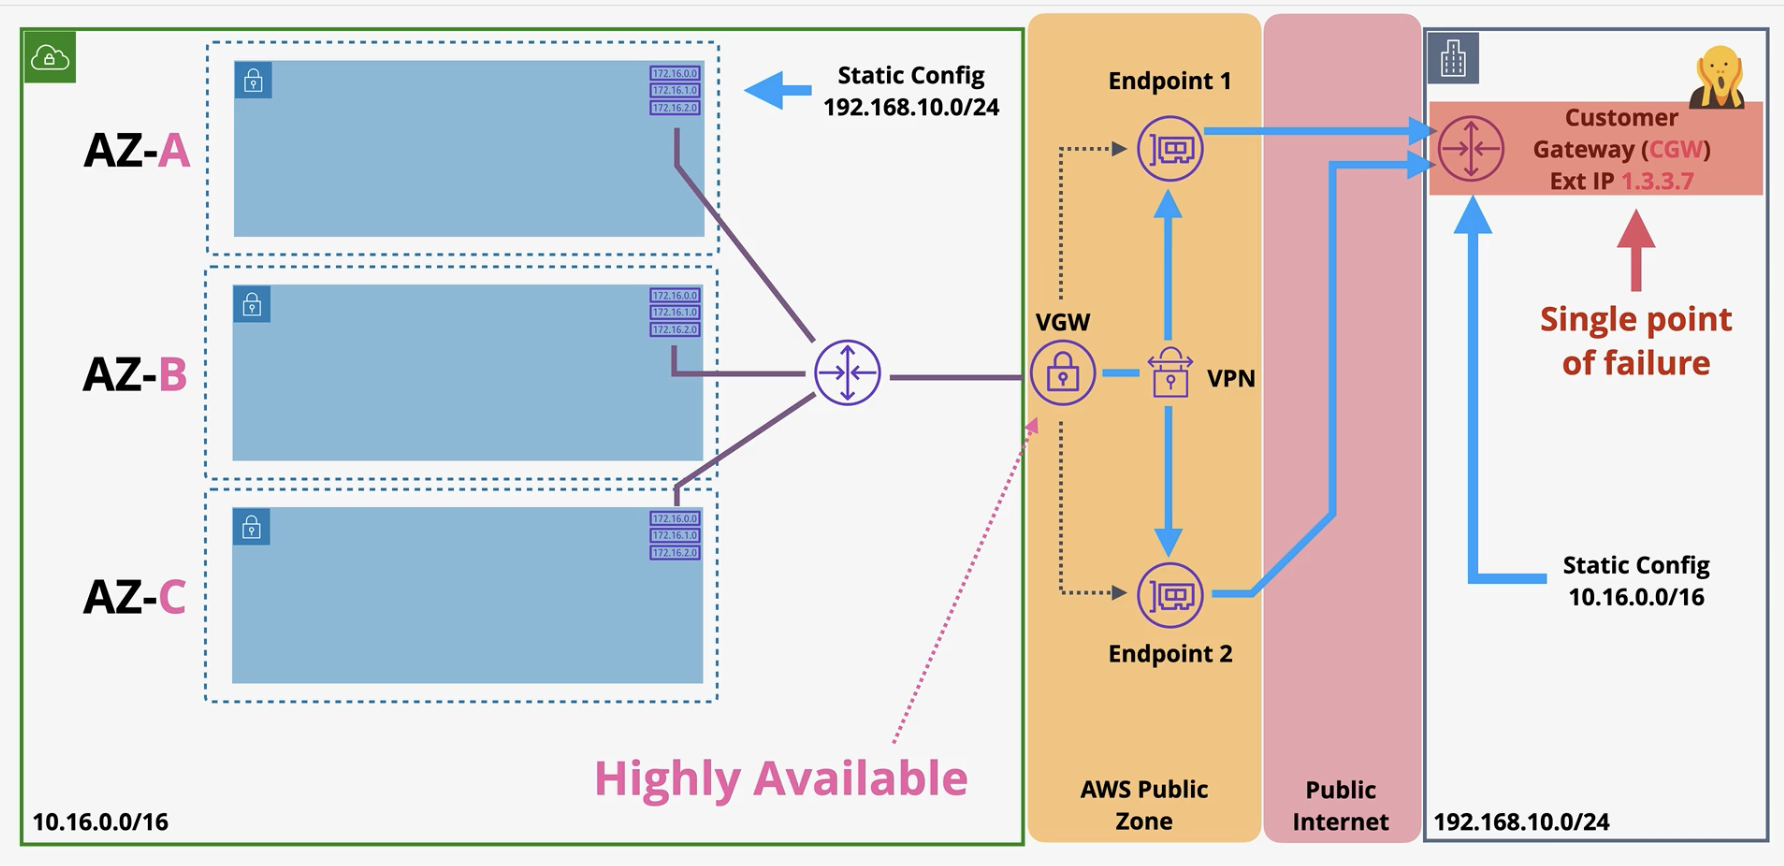 AZ-A
172.16.0.0
172.16.1.0
172.16.2.0
Static Config
192.168.10.0/24
AZ-B
172.16.0.0
172.16.1.0
172.16.2.0
AZ-C
172.16.0.0
172.16.1.0
172.16.2.0
Highly Available
10.16.0.0/16
Endpoint 1
VGW
VPN
Endpoint 2
AWS Public
Zone
Public
Internet
Customer
Gateway (CGW)
Ext IP 1.3.3.7
Single point
of failure
Static Config
10.16.0.0/16
192.168.10.0/24